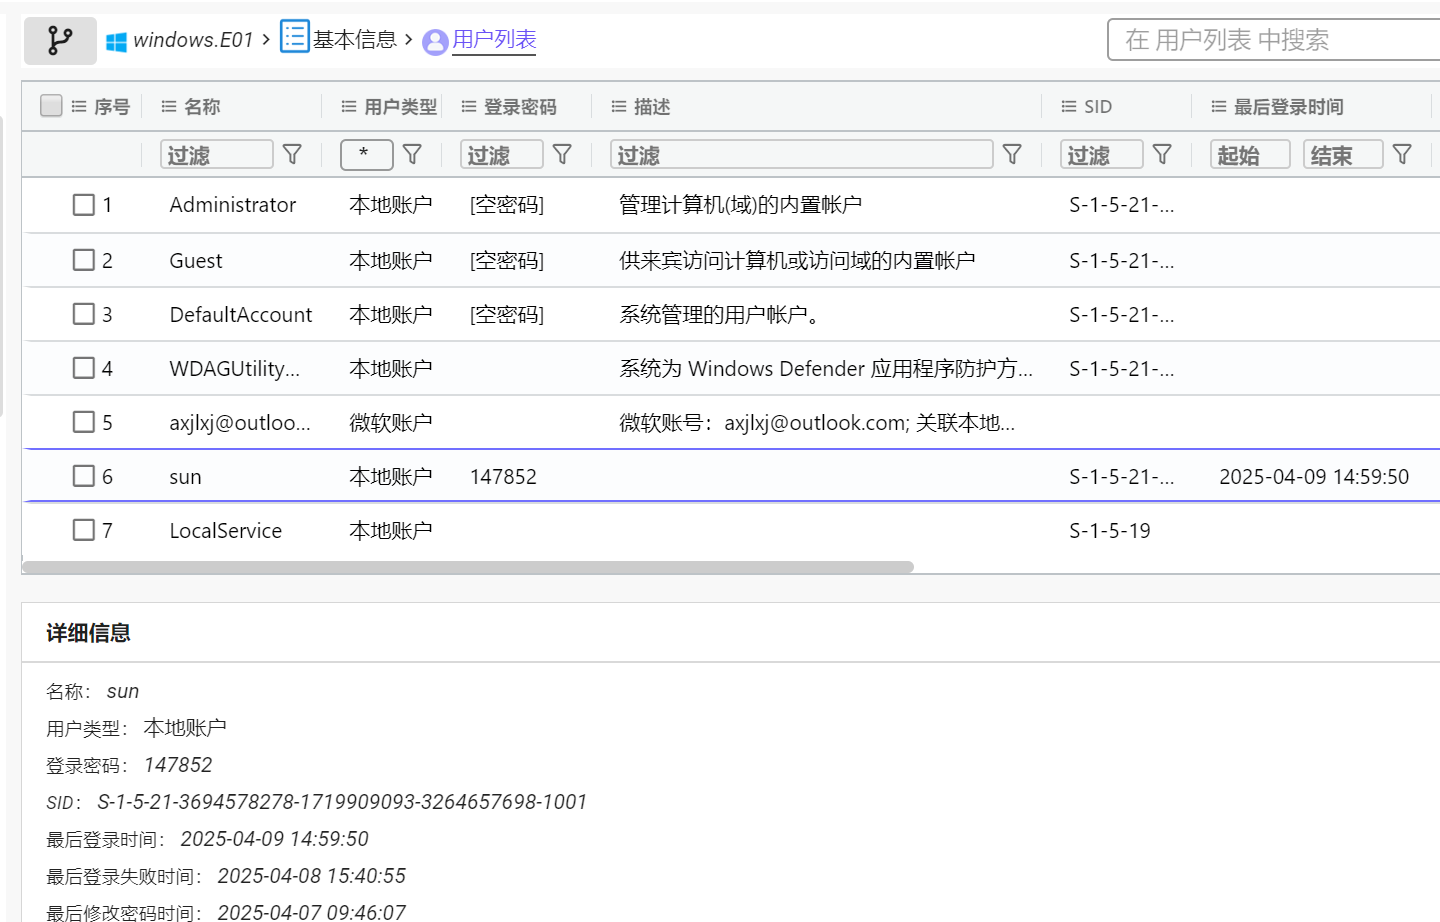 windows.E01 › 基本信息 › 用户列表 在 用户列表 中搜索
序号 名称 用户类型 登录密码 描述 SID 最后登录时间
过滤 * 过滤 过滤 过滤 起始 结束
1 Administrator 本地账户 [空密码] 管理计算机(域)的内置帐户 S-1-5-21-...
2 Guest 本地账户 [空密码] 供来宾访问计算机或访问域的内置帐户 S-1-5-21-...
3 DefaultAccount 本地账户 [空密码] 系统管理的用户帐户。 S-1-5-21-...
4 WDAGUtility... 本地账户 系统为 Windows Defender 应用程序防护方... S-1-5-21-...
5 axjlxj@outloo... 微软账户 微软账号：axjlxj@outlook.com; 关联本地...
6 sun 本地账户 147852 S-1-5-21-... 2025-04-09 14:59:50
7 LocalService 本地账户 S-1-5-19
详细信息
名称： sun
用户类型： 本地账户
登录密码： 147852
SID： S-1-5-21-3694578278-1719909093-3264657698-1001
最后登录时间： 2025-04-09 14:59:50
最后登录失败时间： 2025-04-08 15:40:55
最后修改密码时间： 2025-04-07 09:46:07